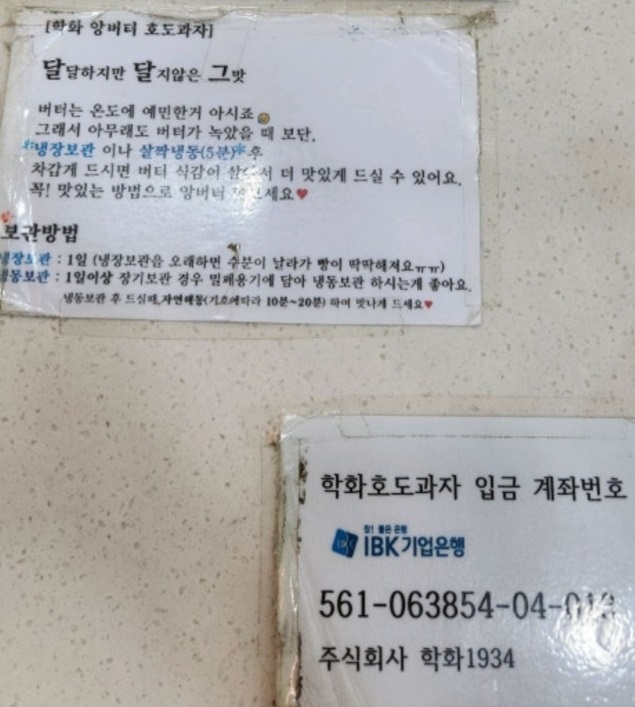 [학화 앙버터 호도과자]
달달하지만 달지않은 그맛
버터는 온도에 예민한거 아시죠
그래서 아무래도 버터가 녹았을 때 보단,
냉장보관 이나 살짝냉동(5분)* 후
차갑게 드시면 버터 식감이 더 맛있게 드실 수 있어요.
꼭! 맛있는 방법으로 앙버터 ♥
보관방법
냉장보관 : 1일 (냉장보관을 오래하면 수분이 날라가 빵이 딱딱해져요ㅠㅠ)
냉동보관 : 1일이상 장기보관 경우 밀폐용기에 담아 냉동보관 하시는게 좋아요.
냉동보관 후 드실때,자연해동(기호에따라 10분~20분) 하여 맛나게 드세요♥
학화호도과자 입금 계좌번호
참! 좋은 은행
IBK기업은행
561-063854-04-
주식회사 학화1934